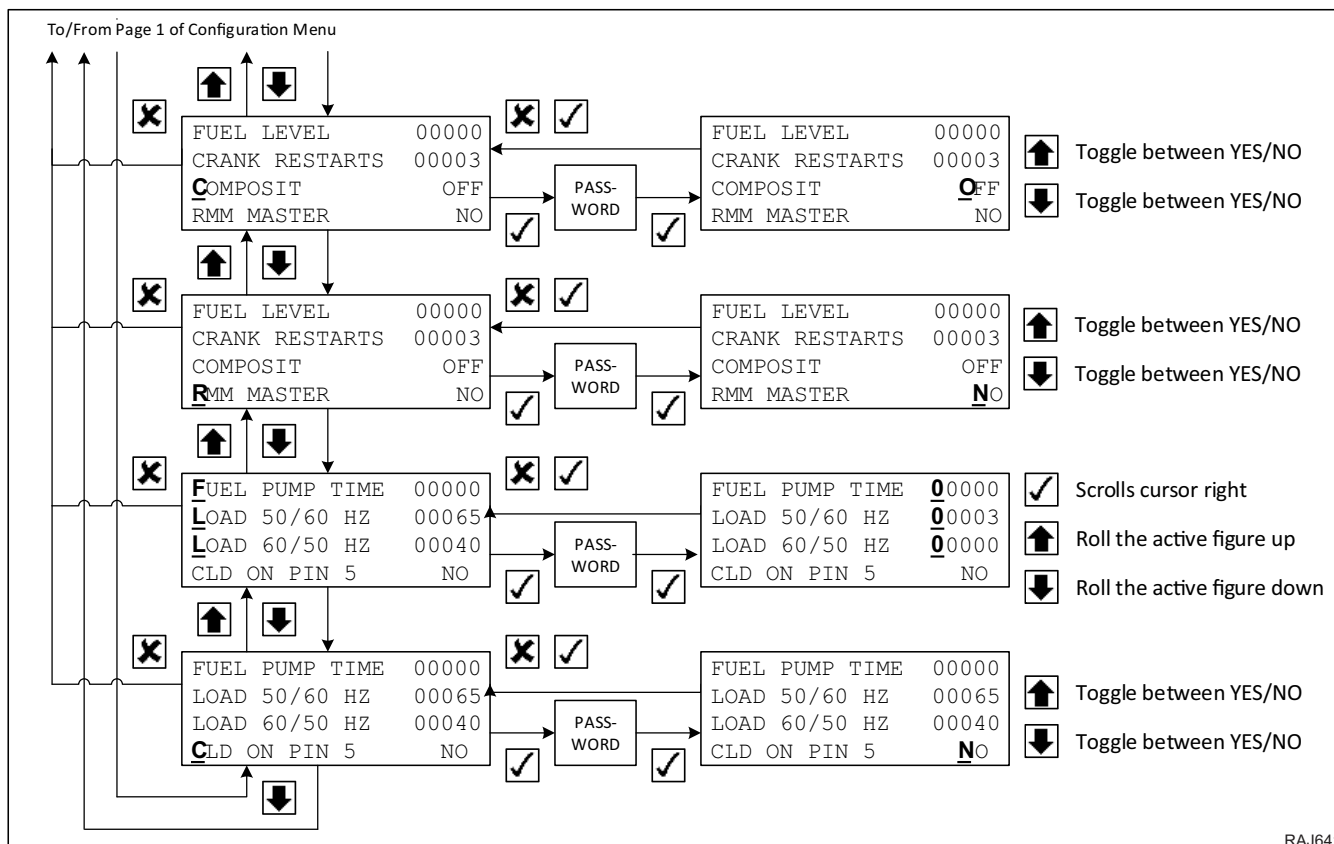 To/From Page 1 of Configuration Menu
FUEL LEVEL 00000
CRANK RESTARTS 00003
COMPOSIT OFF
RMM MASTER NO
PASS-
WORD
FUEL LEVEL 00000
CRANK RESTARTS 00003
COMPOSIT OFF
RMM MASTER NO
Toggle between YES/NO
Toggle between YES/NO
FUEL LEVEL 00000
CRANK RESTARTS 00003
COMPOSIT OFF
RMM MASTER NO
PASS-
WORD
FUEL LEVEL 00000
CRANK RESTARTS 00003
COMPOSIT OFF
RMM MASTER NO
Toggle between YES/NO
Toggle between YES/NO
FUEL PUMP TIME 00000
LOAD 50/60 HZ 00065
LOAD 60/50 HZ 00040
CLD ON PIN 5 NO
PASS-
WORD
FUEL PUMP TIME 00000
LOAD 50/60 HZ 00003
LOAD 60/50 HZ 00000
CLD ON PIN 5 NO
Scrolls cursor right
Roll the active figure up
Roll the active figure down
FUEL PUMP TIME 00000
LOAD 50/60 HZ 00065
LOAD 60/50 HZ 00040
CLD ON PIN 5 NO
PASS-
WORD
FUEL PUMP TIME 00000
LOAD 50/60 HZ 00065
LOAD 60/50 HZ 00040
CLD ON PIN 5 NO
Toggle between YES/NO
Toggle between YES/NO
RAJ64